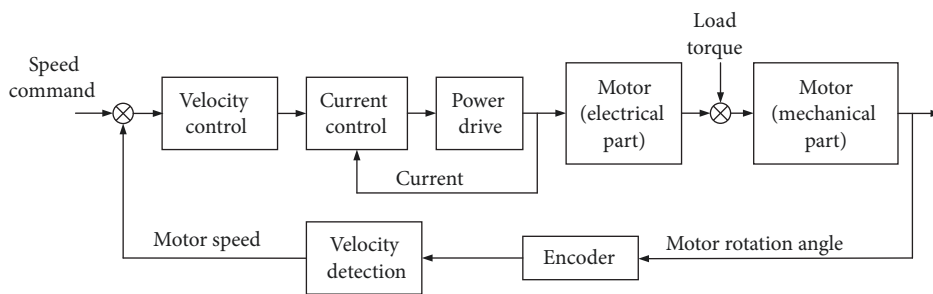 Speed
command
Velocity
control
Current
control
Power
drive
Motor
(electrical
part)
Load
torque
Motor
(mechanical
part)
Current
Motor speed
Velocity
detection
Encoder
Motor rotation angle